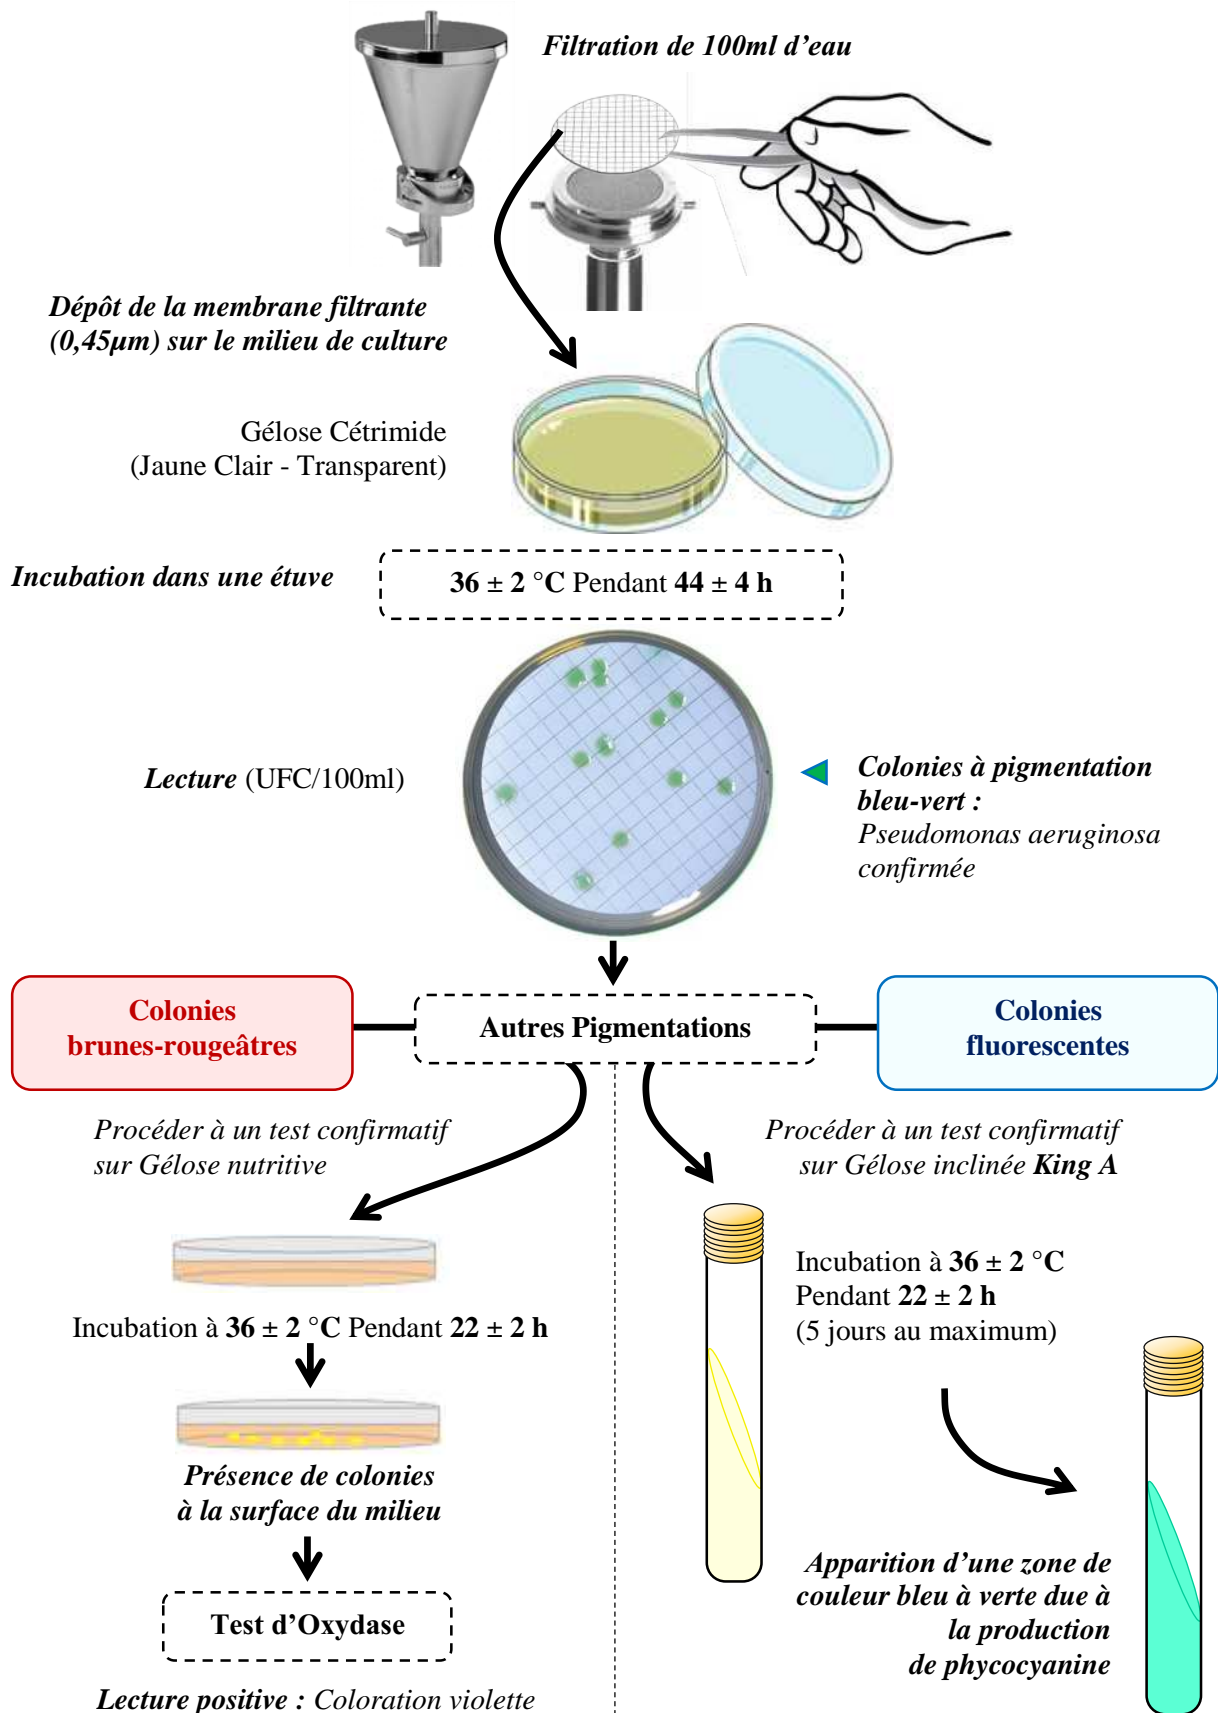 Filtration de 100ml d’eau
Dépôt de la membrane filtrante
(0,45µm) sur le milieu de culture
Gélose Cétrimide
(Jaune Clair - Transparent)
Incubation dans une étuve
36 ± 2 °C Pendant 44 ± 4 h
Lecture (UFC/100ml)
Colonies à pigmentation
bleu-vert :
Pseudomonas aeruginosa
confirmée
Colonies
brunes-rougeâtres
Autres Pigmentations
Colonies
fluorescentes
Procéder à un test confirmatif
sur Gélose nutritive
Procéder à un test confirmatif
sur Gélose inclinée King A
Incubation à 36 ± 2 °C
Pendant 22 ± 2 h
(5 jours au maximum)
Incubation à 36 ± 2 °C Pendant 22 ± 2 h
Présence de colonies
à la surface du milieu
Test d’Oxydase
Lecture positive : Coloration violette
Apparition d’une zone de
couleur bleu à verte due à
la production
de phycocyanine